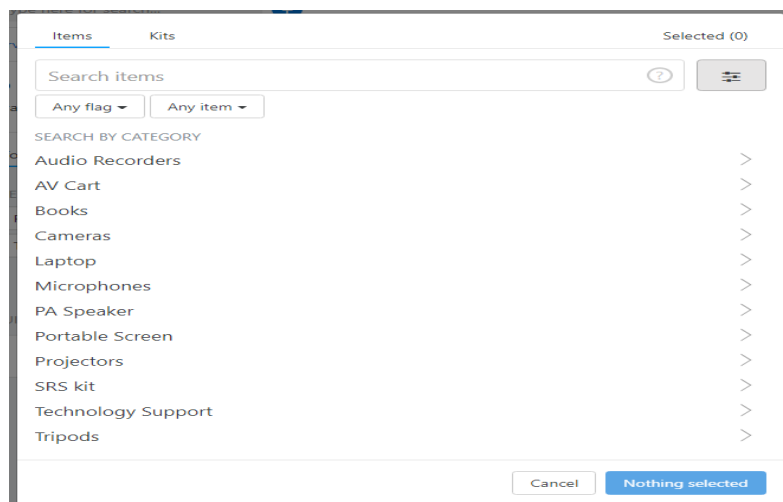 Items Kits Selected (0)
Search items ?
Any flag Any item
SEARCH BY CATEGORY
Audio Recorders
AV Cart
Books
Cameras
Laptop
Microphones
PA Speaker
Portable Screen
Projectors
SRS kit
Technology Support
Tripods
Cancel Nothing selected